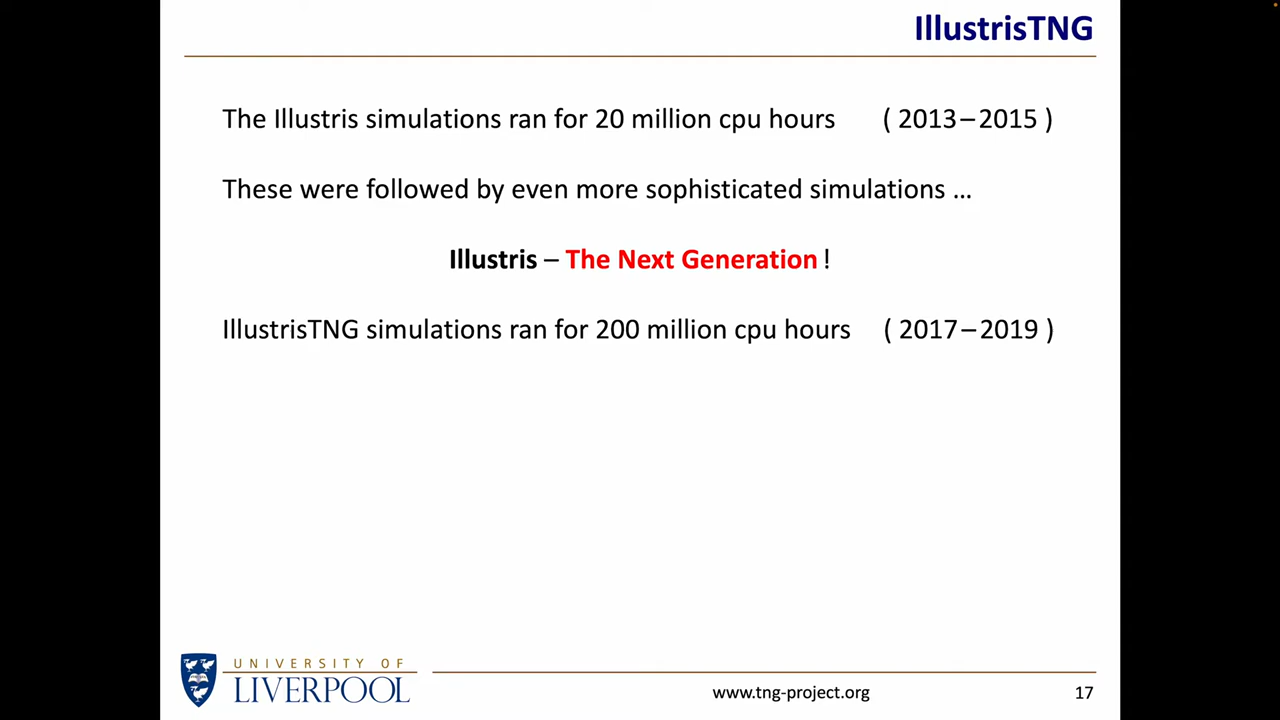 IllustrisTNG
The Illustris simulations ran for 20 million cpu hours ( 2013–2015 )
These were followed by even more sophisticated simulations …
Illustris – The Next Generation !
IllustrisTNG simulations ran for 200 million cpu hours ( 2017–2019 )
UNIVERSITY OF
LIVERPOOL
www.tng-project.org
17